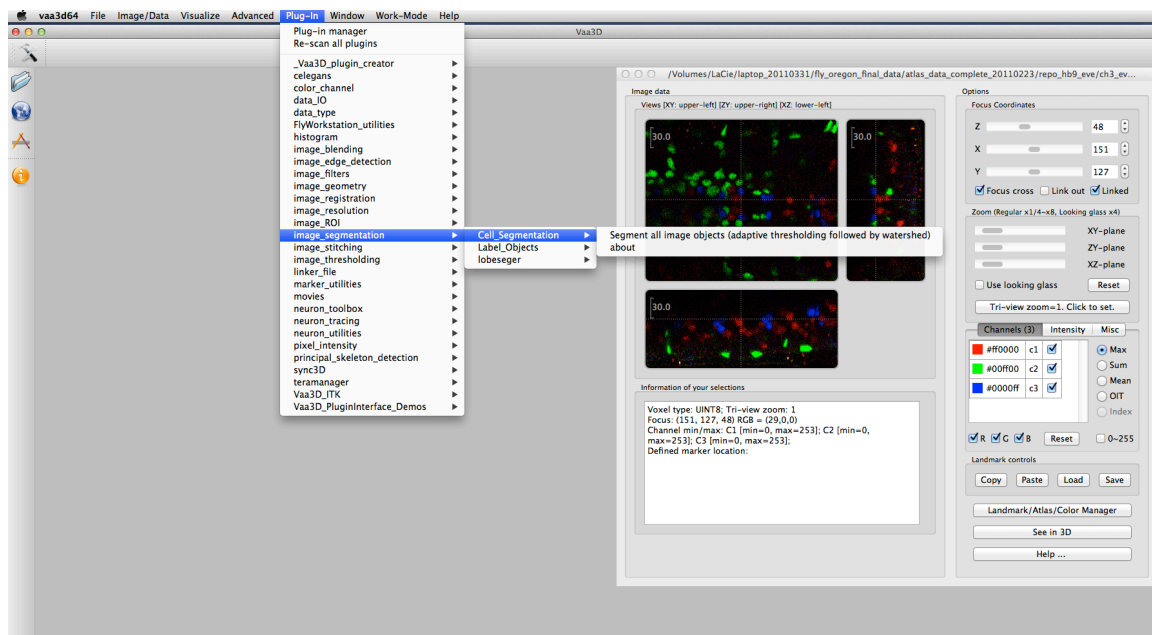 vaa3d64 File Image/Data Visualize Advanced Plug-In Window Work-Mode Help
Vaa3D
Plug-in manager
Re-scan all plugins
_Vaa3D_plugin_creator
celegans
color_channel
data_IO
data_type
FlyWorkstation_utilities
histogram
image_blending
image_edge_detection
image_filters
image_geometry
image_registration
image_resolution
image_ROI
image_segmentation
image_stitching
image_thresholding
linker_file
marker_utilities
movies
neuron_toolbox
neuron_tracing
neuron_utilities
pixel_intensity
principal_skeleton_detection
sync3D
teramanager
Vaa3D_ITK
Vaa3D_PluginInterface_Demos
Cell_Segmentation
Label_Objects
lobeseger
Segment all image objects (adaptive thresholding followed by watershed)
about
/Volumes/LaCie/laptop_20110331/fly_oregon_final_data/atlas_data_complete_20110223/repo_hb9_eve/ch3_ev...
Image data
Views [XY: upper-left] [ZY: upper-right] [XZ: lower-left]
30.0
30.0
30.0
Information of your selections
Voxel type: UINT8; Tri-view zoom: 1
Focus: (151, 127, 48) RGB = (29,0,0)
Channel min/max: C1 [min=0, max=253]; C2 [min=0,
max=253]; C3 [min=0, max=253];
Defined marker location:
Options
Focus Coordinates
Z 48
X 151
Y 127
Focus cross Link out Linked
Zoom (Regular x1/4~x8, Looking glass x4)
XY-plane
ZY-plane
XZ-plane
Use looking glass Reset
Tri-view zoom=1. Click to set.
Channels (3) Intensity Misc
#ff0000 c1
#00ff00 c2
#0000ff c3
Max
Sum
Mean
OIT
Index
R G B Reset 0~255
Landmark controls
Copy Paste Load Save
Landmark/Atlas/Color Manager
See in 3D
Help ...